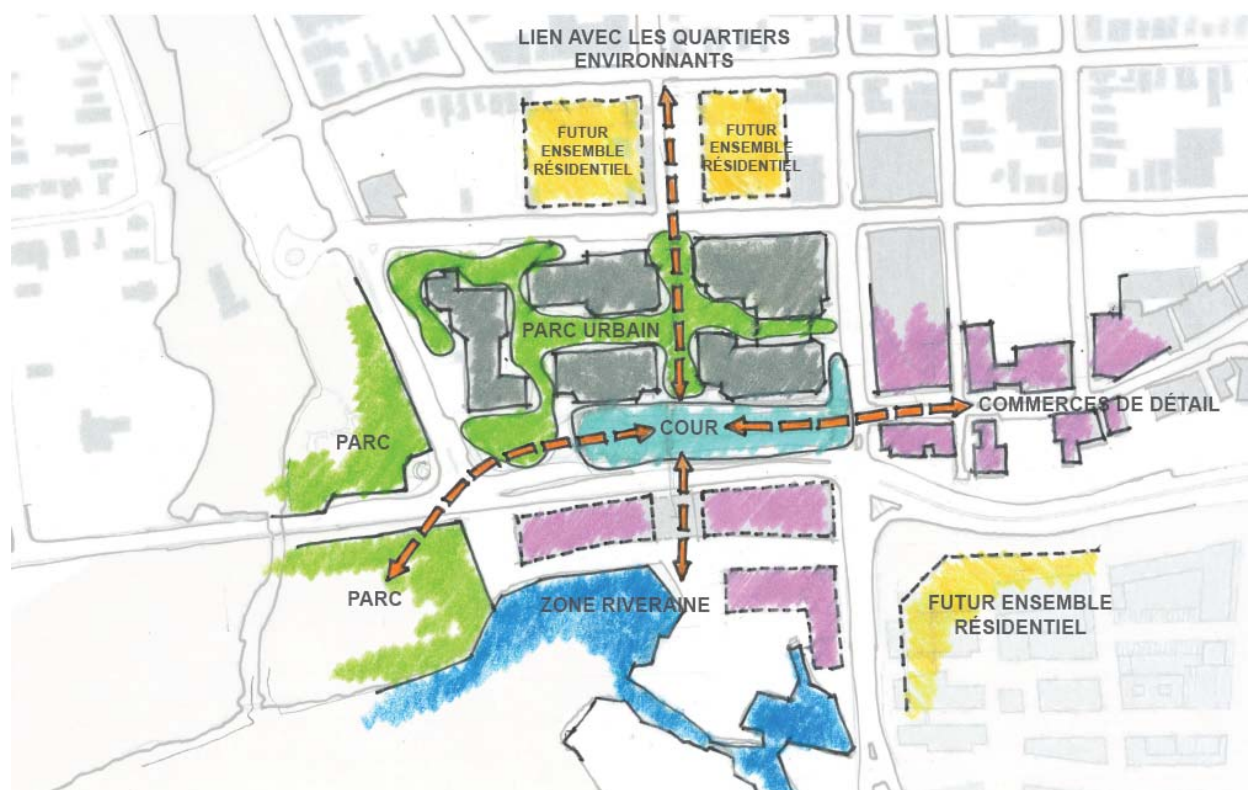 LIEN AVEC LES QUARTIERS
ENVIRONNANTS
FUTUR
ENSEMBLE
RÉSIDENTIEL
FUTUR
ENSEMBLE
RÉSIDENTIEL
PARC URBAIN
COMMERCES DE DÉTAIL
COUR
PARC
PARC
ZONE RIVERAINE
FUTUR ENSEMBLE
RÉSIDENTIEL